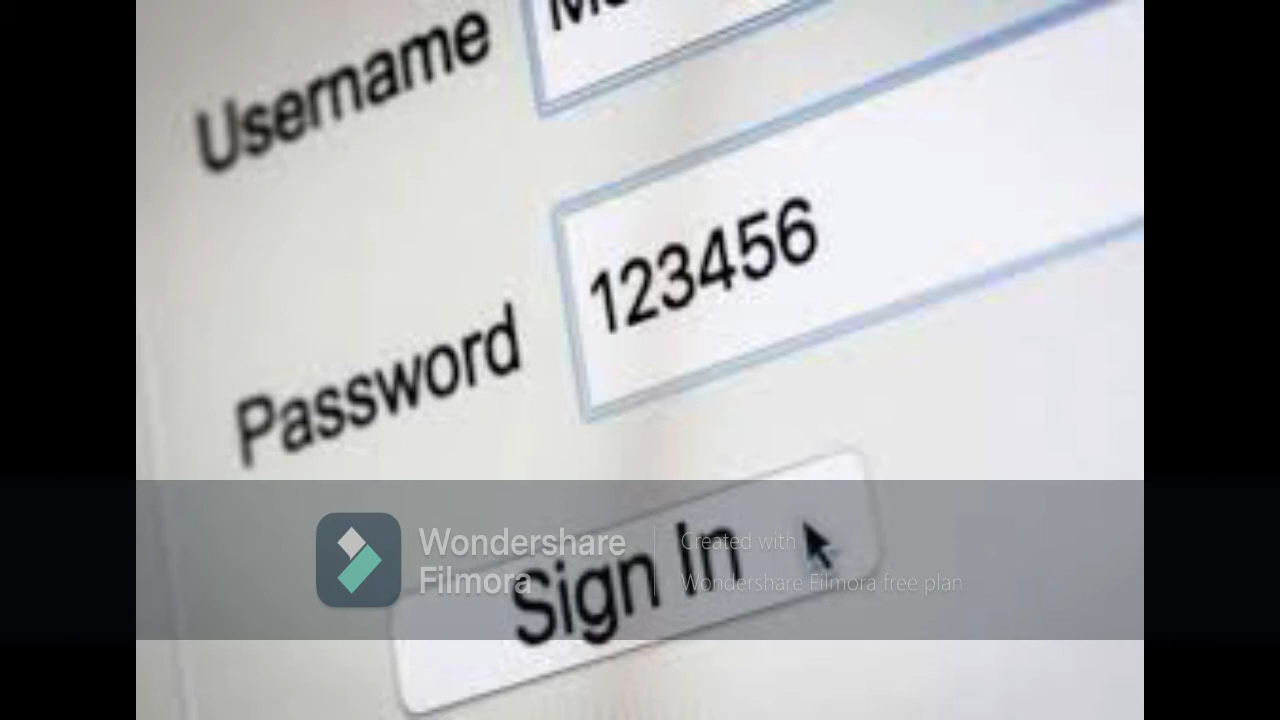 Username
Password 123456
Sign In
Wondershare
Filmora
Created with
Wondershare Filmora free plan